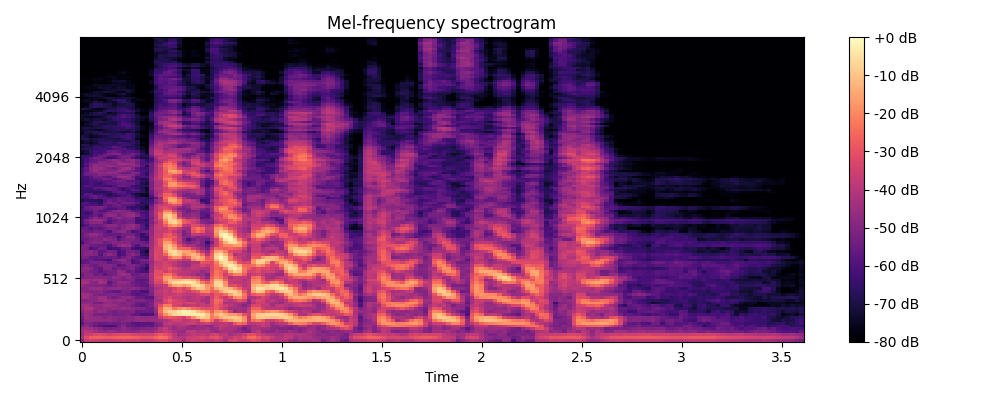 Mel-frequency spectrogram
Hz
4096
2048
1024
512
0
0
0.5
1
1.5
2
2.5
3
3.5
Time
+0 dB
-10 dB
-20 dB
-30 dB
-40 dB
-50 dB
-60 dB
-70 dB
-80 dB